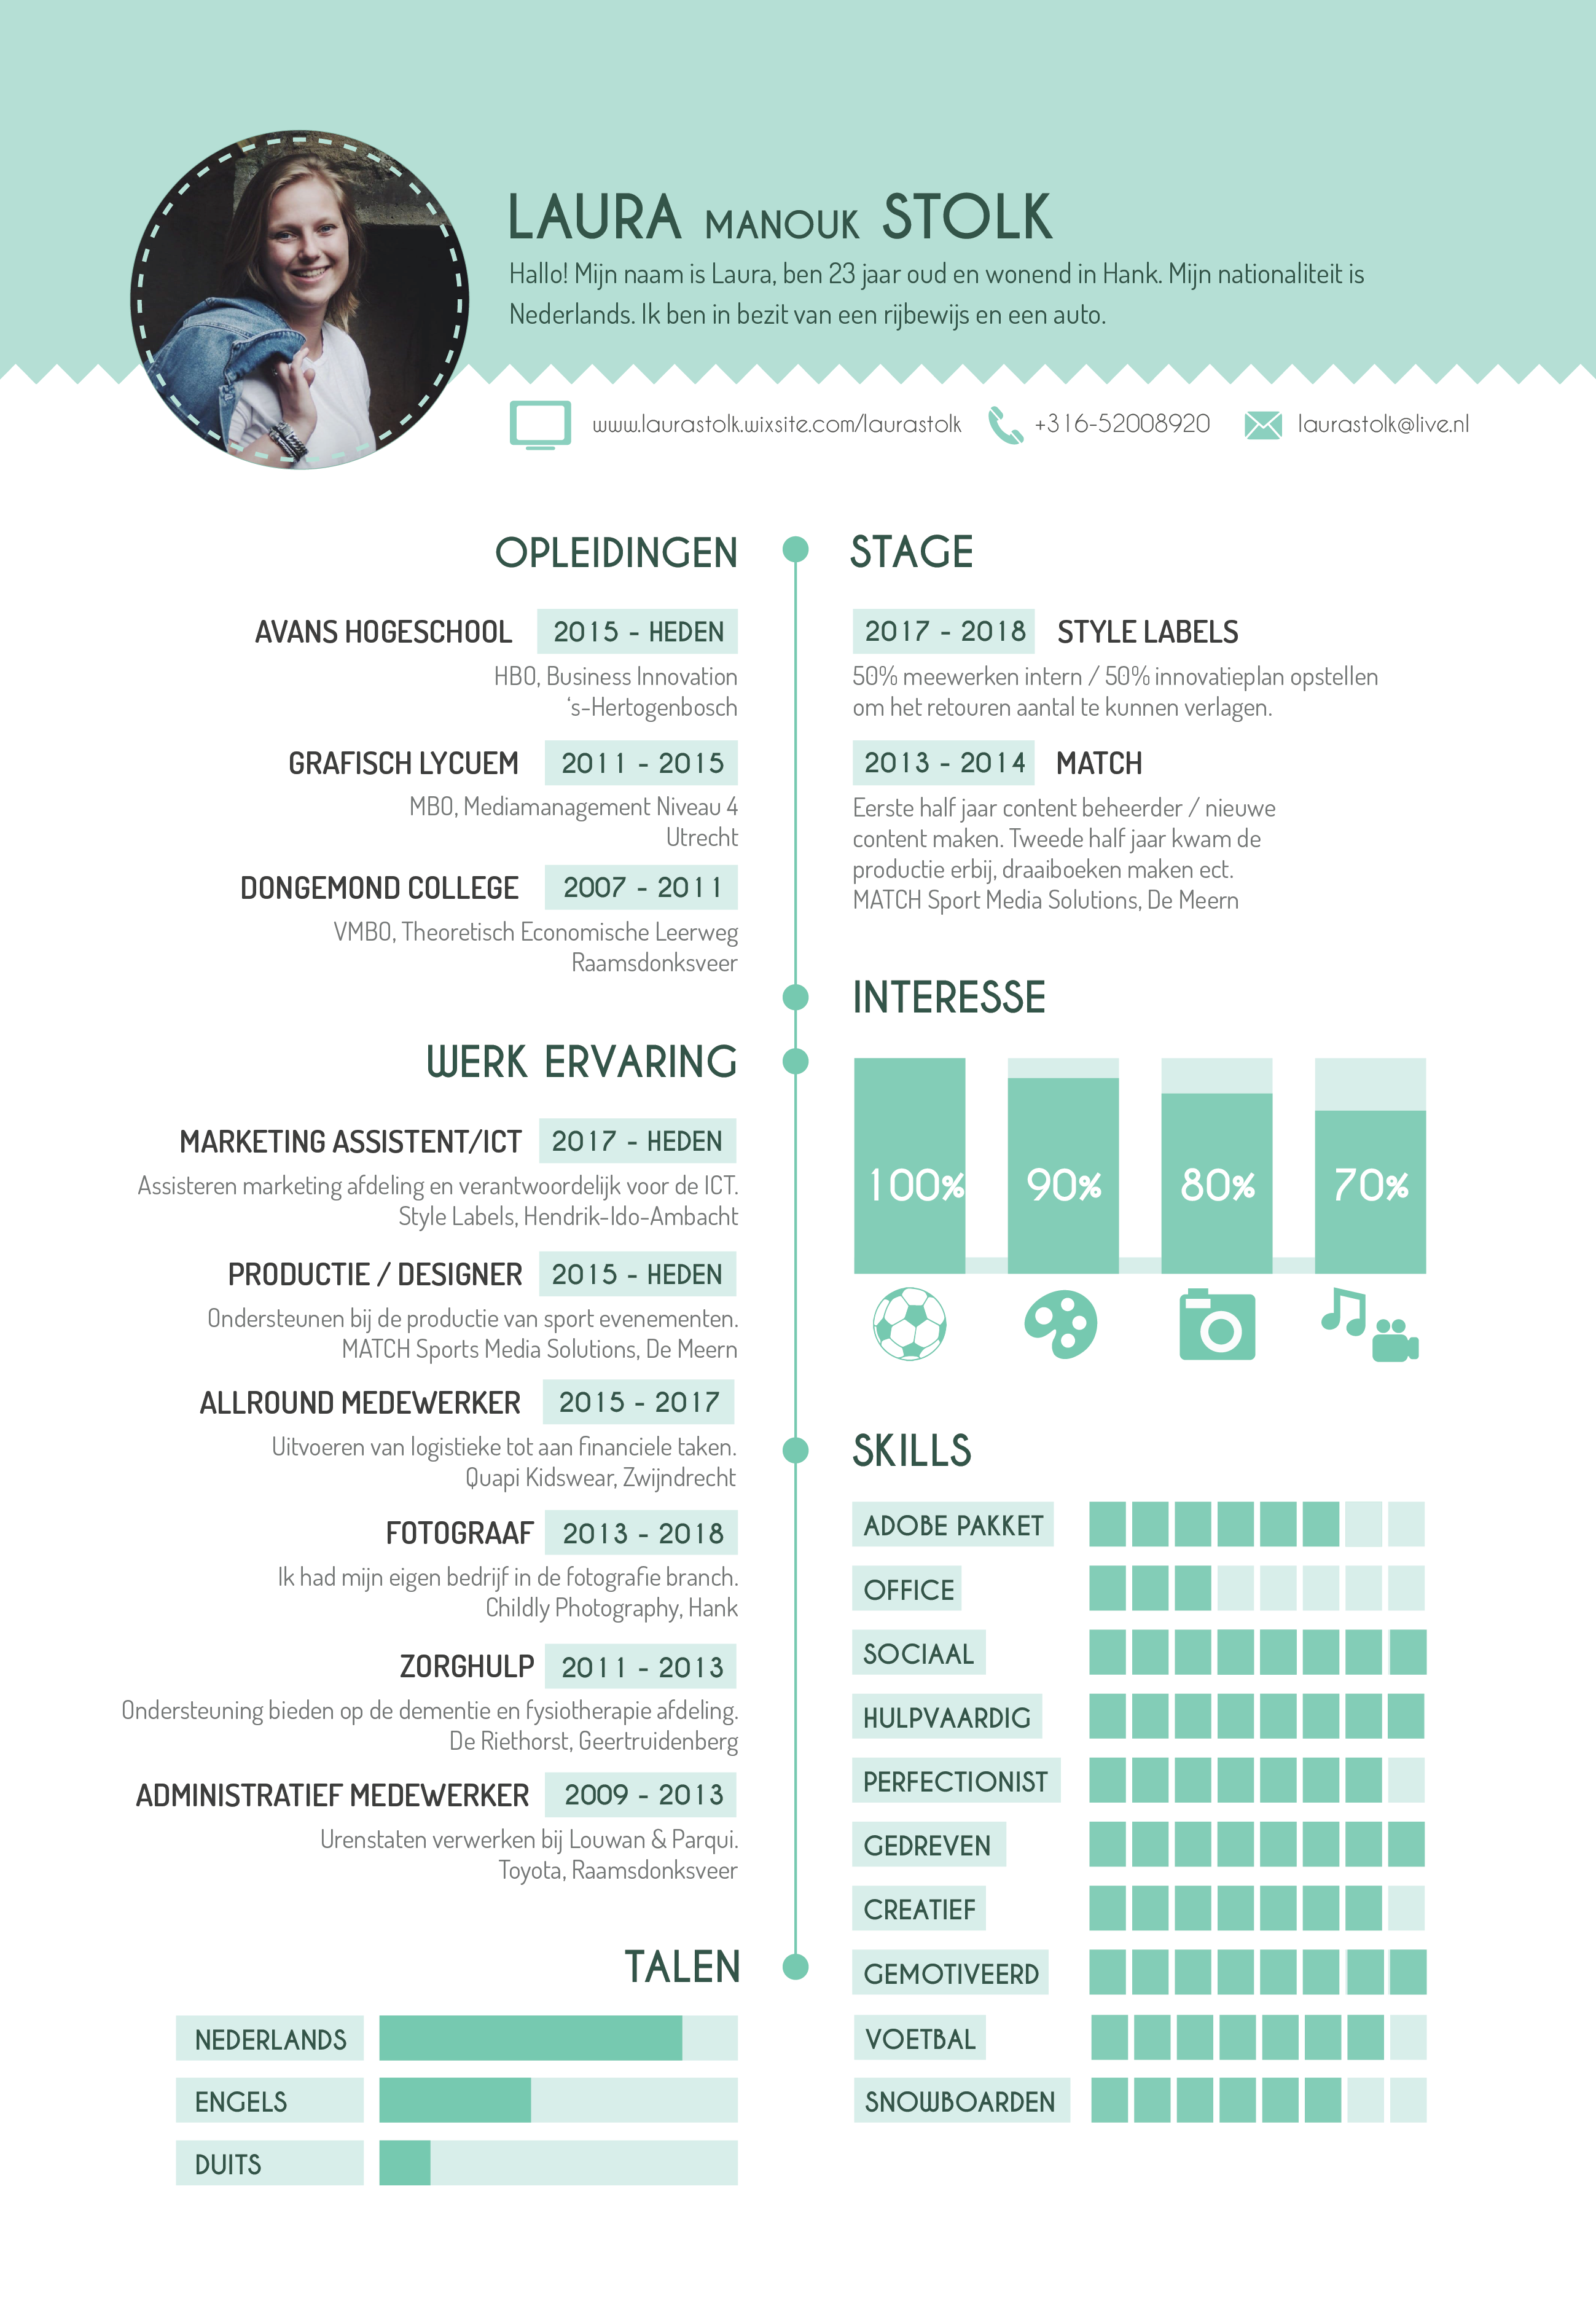 LAURA MANOUK STOLK
Hallo! Mijn naam is Laura, ben 23 jaar oud en wonend in Hank. Mijn nationaliteit is
Nederlands. Ik ben in bezit van een rijbewijs en een auto.
www.laurastolk.wixsite.com/laurastolk
+316-52008920
laurastolk@live.nl
OPLEIDINGEN
AVANS HOGESCHOOL 2015 - HEDEN
HBO, Business Innovation
‘s-Hertogenbosch
GRAFISCH LYCUEM 2011 - 2015
MBO, Mediamanagement Niveau 4
Utrecht
DONGEMOND COLLEGE 2007 - 2011
VMBO, Theoretisch Economische Leerweg
Raamsdonksveer
WERK ERVARING
MARKETING ASSISTENT/ICT 2017 - HEDEN
Assisteren marketing afdeling en verantwoordelijk voor de ICT.
Style Labels, Hendrik-Ido-Ambacht
PRODUCTIE / DESIGNER 2015 - HEDEN
Ondersteunen bij de productie van sport evenementen.
MATCH Sports Media Solutions, De Meern
ALLROUND MEDEWERKER 2015 - 2017
Uitvoeren van logistieke tot aan financiele taken.
Quapi Kidswear, Zwijndrecht
FOTOGRAAF 2013 - 2018
Ik had mijn eigen bedrijf in de fotografie branch.
Childly Photography, Hank
ZORGHULP 2011 - 2013
Ondersteuning bieden op de dementie en fysiotherapie afdeling.
De Riethorst, Geertruidenberg
ADMINISTRATIEF MEDEWERKER 2009 - 2013
Urenstaten verwerken bij Louwan & Parqui.
Toyota, Raamsdonksveer
TALEN
NEDERLANDS
ENGELS
DUITS
STAGE
2017 - 2018 STYLE LABELS
50% meewerken intern / 50% innovatieplan opstellen
om het retouren aantal te kunnen verlagen.
2013 - 2014 MATCH
Eerste half jaar content beheerder / nieuwe
content maken. Tweede half jaar kwam de
productie erbij, draaiboeken maken ect.
MATCH Sport Media Solutions, De Meern
INTERESSE
100% 90% 80% 70%
SKILLS
ADOBE PAKKET
OFFICE
SOCIAAL
HULPVAARDIG
PERFECTIONIST
GEDREVEN
CREATIEF
GEMOTIVEERD
VOETBAL
SNOWBOARDEN